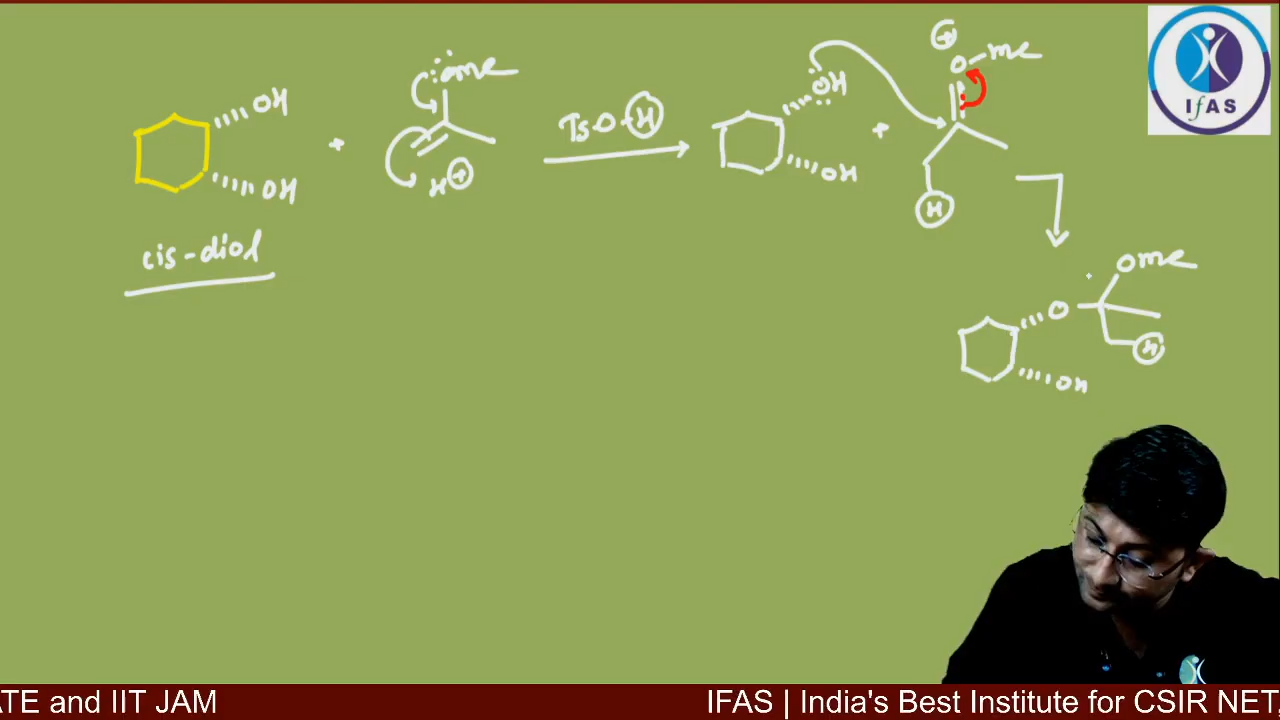 OH
OH
cis-diol
+
:OMe
H +
TsO-H
OH
OH
+
+
O-Me
H
OMe
O
H
OH
IFAS
ATE and IIT JAM
IFAS | India's Best Institute for CSIR NET,